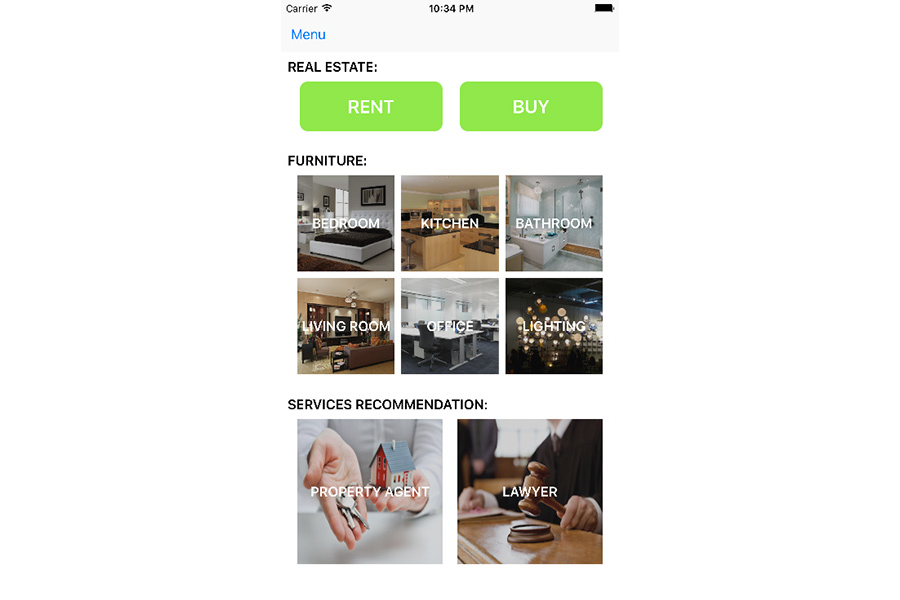 Carrier 10:34 PM
Menu
REAL ESTATE:
RENT BUY
FURNITURE:
BEDROOM KITCHEN BATHROOM
LIVING ROOM OFFICE LIGHTING
SERVICES RECOMMENDATION:
PROPERTY AGENT LAWYER